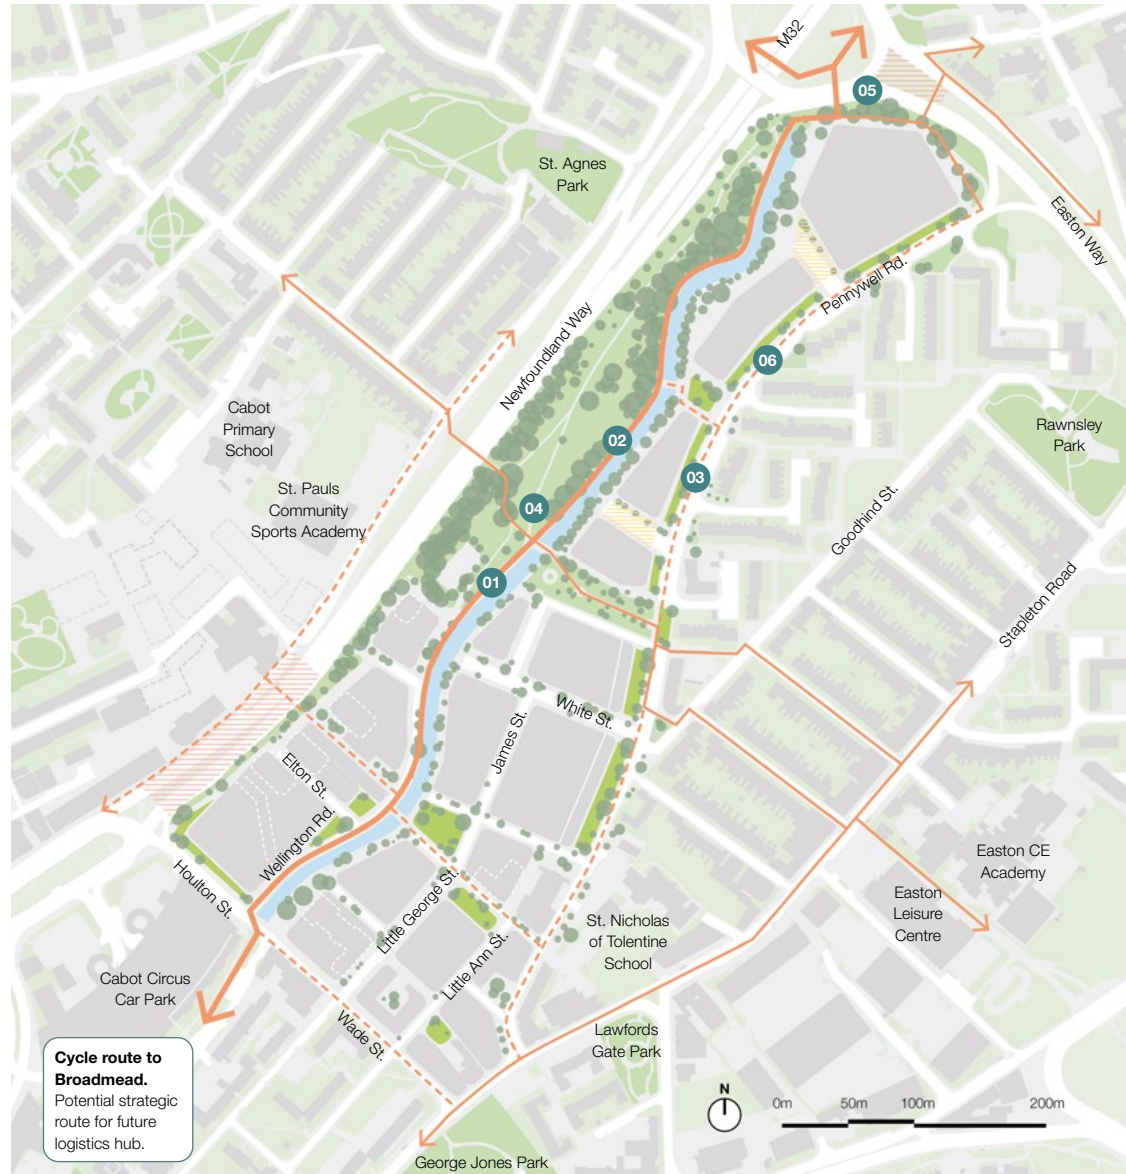 M32
05
St. Agnes
Park
Easton Way
Pennywell Rd.
Newfoundland Way
06
Cabot
Primary
School
02
Rawnsley
Park
03
St. Pauls
Community
Sports Academy
04
Goodhind St.
01
Stapleton Road
White St.
James St.
Elton St.
Wellington Rd.
Houlton St.
Little George St.
Easton CE
Academy
Easton
Leisure
Centre
St. Nicholas
of Tolentine
School
Little Ann St.
Cabot Circus
Car Park
Wade St.
Lawfords
Gate Park
Cycle route to
Broadmead.
Potential strategic
route for future
logistics hub.
N
0m 50m 100m 200m
George Jones Park